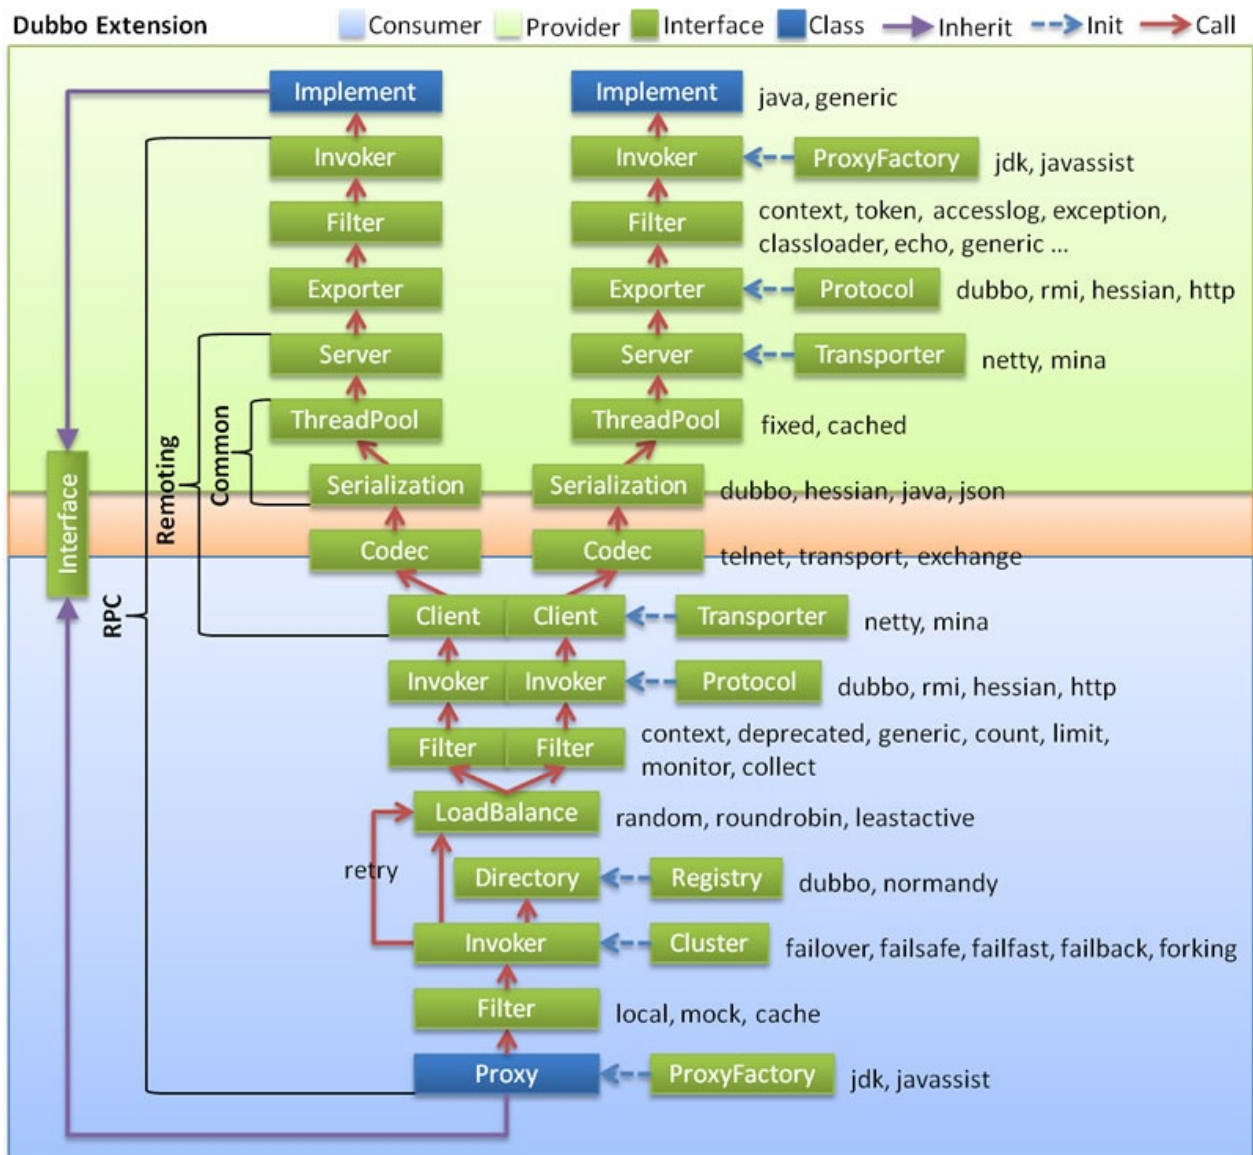 Dubbo Extension
Consumer
Provider
Interface
Class
Inherit
Init
Call
Implement
Implement
java, generic
Invoker
Invoker
ProxyFactory
jdk, javassist
Filter
Filter
context, token, accesslog, exception,
classloader, echo, generic ...
Exporter
Exporter
Protocol
dubbo, rmi, hessian, http
Server
Server
Transporter
netty, mina
ThreadPool
ThreadPool
fixed, cached
Common
Remoting
RPC
Interface
Serialization
Serialization
dubbo, hessian, java, json
Codec
Codec
telnet, transport, exchange
Client
Client
Transporter
netty, mina
Invoker
Invoker
Protocol
dubbo, rmi, hessian, http
Filter
Filter
context, deprecated, generic, count, limit,
monitor, collect
LoadBalance
random, roundrobin, leastactive
retry
Directory
Registry
dubbo, normandy
Invoker
Cluster
failover, failsafe, failfast, failback, forking
Filter
local, mock, cache
Proxy
ProxyFactory
jdk, javassist